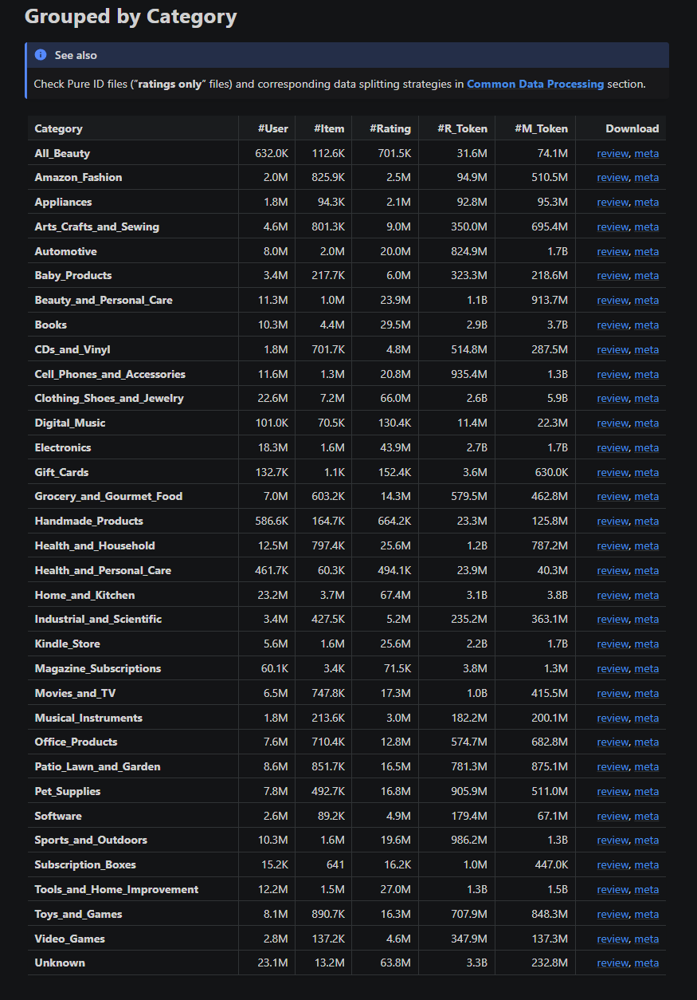 Grouped by Category
See also
Check Pure ID files (”ratings only” files) and corresponding data splitting strategies in Common Data Processing section.
Category #User #Item #Rating #R_Token #M_Token Download
All_Beauty 632.0K 112.6K 701.5K 31.6M 74.1M review, meta
Amazon_Fashion 2.0M 825.9K 2.5M 94.9M 510.5M review, meta
Appliances 1.8M 94.3K 2.1M 92.8M 95.3M review, meta
Arts_Crafts_and_Sewing 4.6M 801.3K 9.0M 350.0M 695.4M review, meta
Automotive 8.0M 2.0M 20.0M 824.9M 1.7B review, meta
Baby_Products 3.4M 217.7K 6.0M 323.3M 218.6M review, meta
Beauty_and_Personal_Care 11.3M 1.0M 23.9M 1.1B 913.7M review, meta
Books 10.3M 4.4M 29.5M 2.9B 3.7B review, meta
CDs_and_Vinyl 1.8M 701.7K 4.8M 514.8M 287.5M review, meta
Cell_Phones_and_Accessories 11.6M 1.3M 20.8M 935.4M 1.3B review, meta
Clothing_Shoes_and_Jewelry 22.6M 7.2M 66.0M 2.6B 5.9B review, meta
Digital_Music 101.0K 70.5K 130.4K 11.4M 22.3M review, meta
Electronics 18.3M 1.6M 43.9M 2.7B 1.7B review, meta
Gift_Cards 132.7K 1.1K 152.4K 3.6M 630.0K review, meta
Grocery_and_Gourmet_Food 7.0M 603.2K 14.3M 579.5M 462.8M review, meta
Handmade_Products 586.6K 164.7K 664.2K 23.3M 125.8M review, meta
Health_and_Household 12.5M 797.4K 25.6M 1.2B 787.2M review, meta
Health_and_Personal_Care 461.7K 60.3K 494.1K 23.9M 40.3M review, meta
Home_and_Kitchen 23.2M 3.7M 67.4M 3.1B 3.8B review, meta
Industrial_and_Scientific 3.4M 427.5K 5.2M 235.2M 363.1M review, meta
Kindle_Store 5.6M 1.6M 25.6M 2.2B 1.7B review, meta
Magazine_Subscriptions 60.1K 3.4K 71.5K 3.8M 1.3M review, meta
Movies_and_TV 6.5M 747.8K 17.3M 1.0B 415.5M review, meta
Musical_Instruments 1.8M 213.6K 3.0M 182.2M 200.1M review, meta
Office_Products 7.6M 710.4K 12.8M 574.7M 682.8M review, meta
Patio_Lawn_and_Garden 8.6M 851.7K 16.5M 781.3M 875.1M review, meta
Pet_Supplies 7.8M 492.7K 16.8M 905.9M 511.0M review, meta
Software 2.6M 89.2K 4.9M 179.4M 67.1M review, meta
Sports_and_Outdoors 10.3M 1.6M 19.6M 986.2M 1.3B review, meta
Subscription_Boxes 15.2K 641 16.2K 1.0M 447.0K review, meta
Tools_and_Home_Improvement 12.2M 1.5M 27.0M 1.3B 1.5B review, meta
Toys_and_Games 8.1M 890.7K 16.3M 707.9M 848.3M review, meta
Video_Games 2.8M 137.2K 4.6M 347.9M 137.3M review, meta
Unknown 23.1M 13.2M 63.8M 3.3B 232.8M review, meta